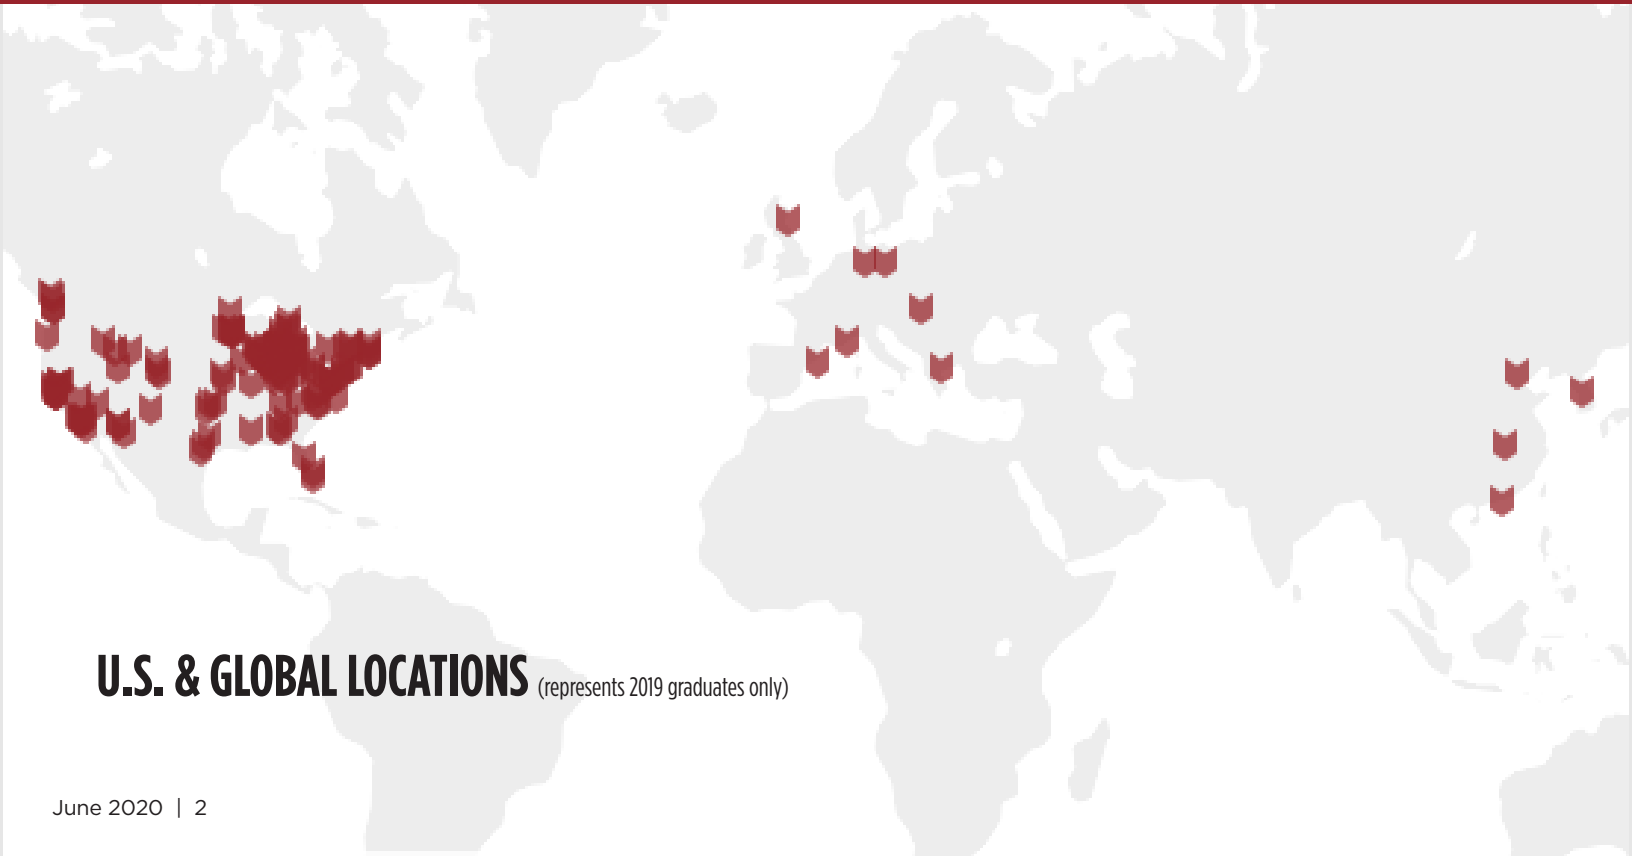 U.S. & GLOBAL LOCATIONS (represents 2019 graduates only)
June 2020 | 2